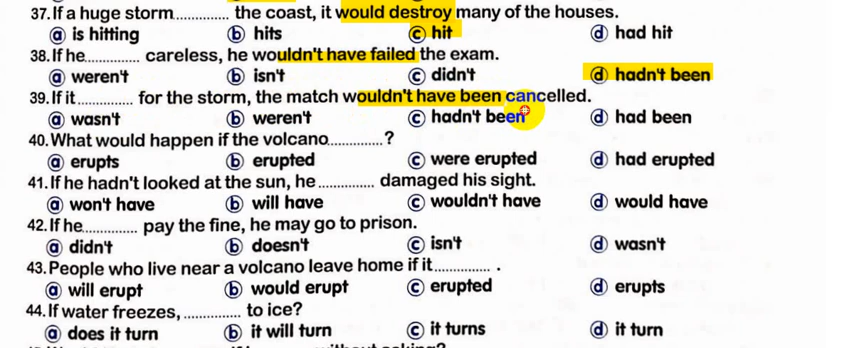 37.If a huge storm.............. the coast, it would destroy many of the houses.
ⓐ is hitting ⓑ hits ⓒ hit ⓓ had hit
38.If he.............. careless, he wouldn't have failed the exam.
ⓐ weren't ⓑ isn't ⓒ didn't ⓓ hadn't been
39.If it.............. for the storm, the match wouldn't have been cancelled.
ⓐ wasn't ⓑ weren't ⓒ hadn't been ⓓ had been
40.What would happen if the volcano..............?
ⓐ erupts ⓑ erupted ⓒ were erupted ⓓ had erupted
41.If he hadn't looked at the sun, he.............. damaged his sight.
ⓐ won't have ⓑ will have ⓒ wouldn't have ⓓ would have
42.If he.............. pay the fine, he may go to prison.
ⓐ didn't ⓑ doesn't ⓒ isn't ⓓ wasn't
43.People who live near a volcano leave home if it.............. .
ⓐ will erupt ⓑ would erupt ⓒ erupted ⓓ erupts
44.If water freezes,.............. to ice?
ⓐ does it turn ⓑ it will turn ⓒ it turns ⓓ it turn
without asking?